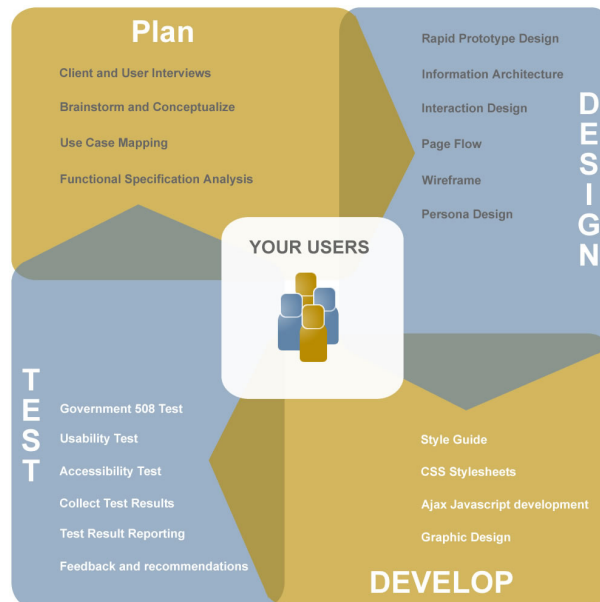 Plan
Client and User Interviews
Brainstorm and Conceptualize
Use Case Mapping
Functional Specification Analysis
DESIGN
Rapid Prototype Design
Information Architecture
Interaction Design
Page Flow
Wireframe
Persona Design
YOUR USERS
TEST
Government 508 Test
Usability Test
Accessibility Test
Collect Test Results
Test Result Reporting
Feedback and recommendations
Style Guide
CSS Stylesheets
Ajax Javascript development
Graphic Design
DEVELOP